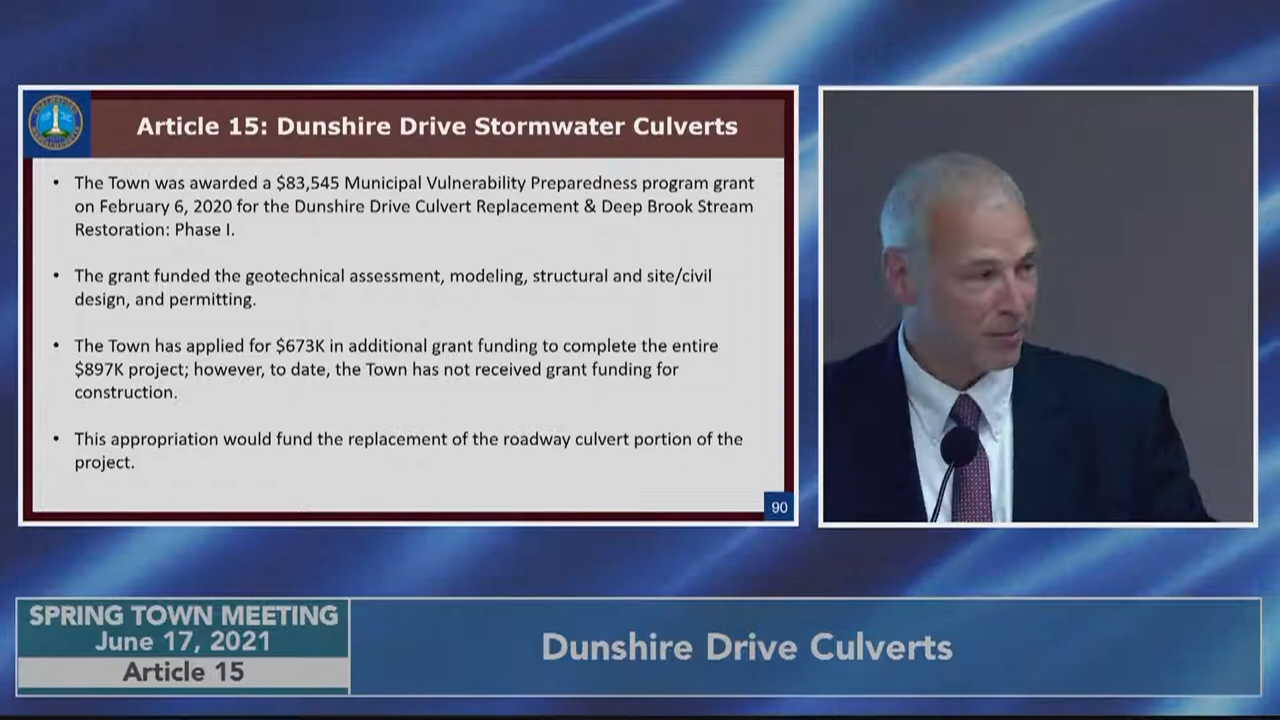 Article 15: Dunshire Drive Stormwater Culverts
• The Town was awarded a $83,545 Municipal Vulnerability Preparedness program grant
on February 6, 2020 for the Dunshire Drive Culvert Replacement & Deep Brook Stream
Restoration: Phase I.
• The grant funded the geotechnical assessment, modeling, structural and site/civil
design, and permitting.
• The Town has applied for $673K in additional grant funding to complete the entire
$897K project; however, to date, the Town has not received grant funding for
construction.
• This appropriation would fund the replacement of the roadway culvert portion of the
project.
90
SPRING TOWN MEETING
June 17, 2021
Article 15
Dunshire Drive Culverts